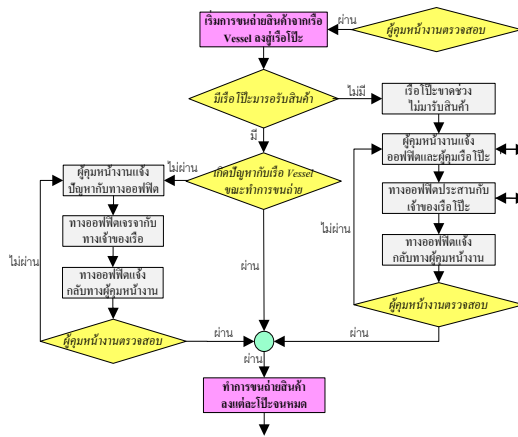 เริ่มการขนถ่ายสินค้าจากเรือ
Vessel ลงสู่เรือโป๊ะ
ผ่าน
ผู้คุมหน้างานตรวจสอบ
มีเรือโป๊ะมารอรับสินค้า
ไม่มี
เรือโป๊ะขาดช่วง
ไม่มารับสินค้า
มี
ผู้คุมหน้างานแจ้ง
ออฟฟิตและผู้คุมเรือโป๊ะ
เกิดปัญหากับเรือ Vessel
ขณะทำการขนถ่าย
ไม่ผ่าน
ผู้คุมหน้างานแจ้ง
ปัญหากับทางออฟฟิต
ทางออฟฟิตประสานกับ
เจ้าของเรือโป๊ะ
ทางออฟฟิตเจรจากับ
ทางเจ้าของเรือ
ไม่ผ่าน
ทางออฟฟิตแจ้ง
กลับทางผู้คุมหน้างาน
ไม่ผ่าน
ผ่าน
ทางออฟฟิตแจ้ง
กลับทางผู้คุมหน้างาน
ผู้คุมหน้างานตรวจสอบ
ผู้คุมหน้างานตรวจสอบ
ผ่าน
ผ่าน
ผ่าน
ทำการขนถ่ายสินค้า
ลงแต่ละโป๊ะจนหมด